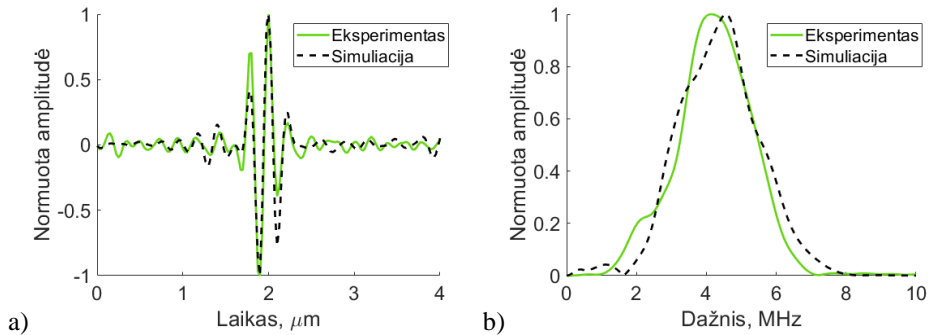 Normuota amplitudė
1
0.5
0
-0.5
-1
Eksperimentas
Simuliacija
0 1 2 3 4
a) Laikas, μm
Normuota amplitudė
1
0.8
0.6
0.4
0.2
0
Eksperimentas
Simuliacija
0 2 4 6 8 10
b) Dažnis, MHz